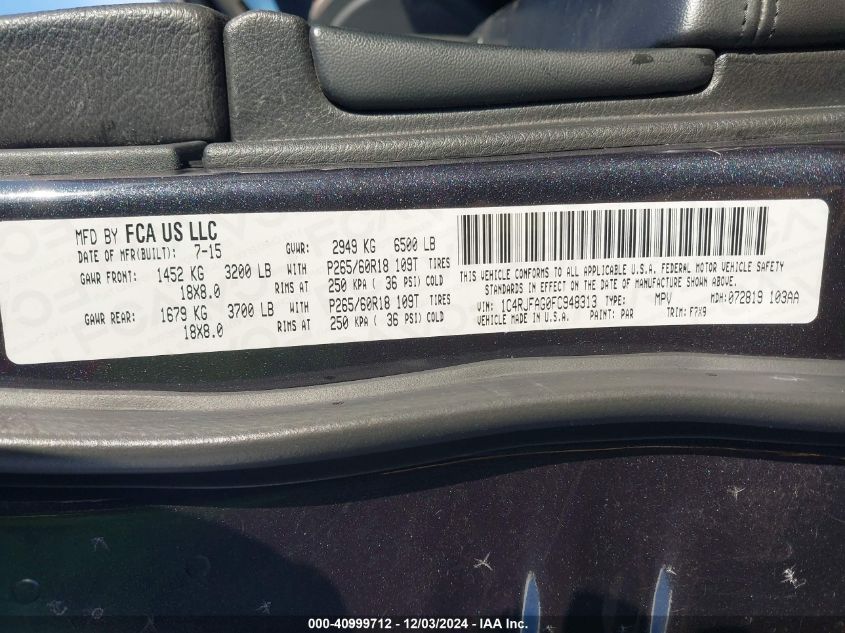 MFD BY FCA US LLC
DATE OF MFR(BUILT): 7-15
GVWR: 2949 KG 6500 LB
GAWR FRONT: 1452 KG 3200 LB WITH P265/60R18 109T TIRES
18X8.0 RIMS AT 250 KPA ( 36 PSI) COLD
GAWR REAR: 1679 KG 3700 LB WITH P265/60R18 109T TIRES
18X8.0 RIMS AT 250 KPA ( 36 PSI) COLD
THIS VEHICLE CONFORMS TO ALL APPLICABLE U.S.A. FEDERAL MOTOR VEHICLE SAFETY
STANDARDS IN EFFECT ON THE DATE OF MANUFACTURE SHOWN ABOVE.
VIN: 1C4RJFAG0FC948313 TYPE: MPV MDH: 072819 103AA
VEHICLE MADE IN U.S.A. PAINT: PAR TRIM: F7X9
000-40999712 - 12/03/2024 - IAA Inc.